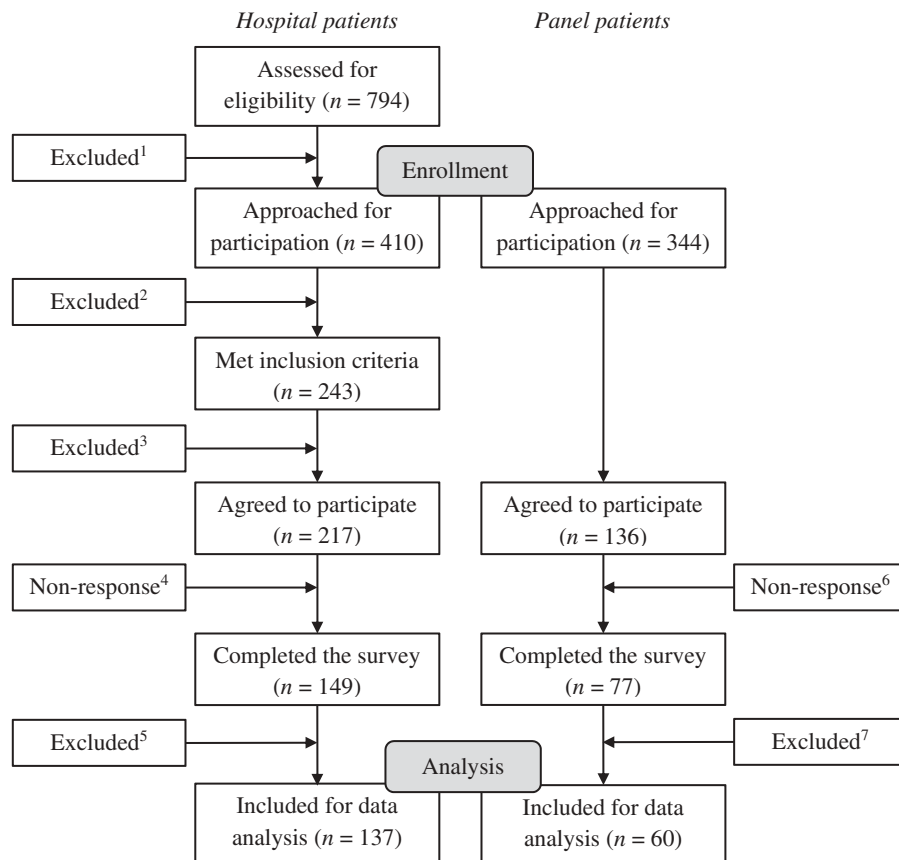 Hospital patients
Panel patients
Assessed for
eligibility (n = 794)
Excluded¹
Enrollment
Approached for
participation (n = 410)
Approached for
participation (n = 344)
Excluded²
Met inclusion criteria
(n = 243)
Excluded³
Agreed to participate
(n = 217)
Agreed to participate
(n = 136)
Non-response⁴
Non-response⁶
Completed the survey
(n = 149)
Completed the survey
(n = 77)
Excluded⁵
Excluded⁷
Analysis
Included for data
analysis (n = 137)
Included for data
analysis (n = 60)